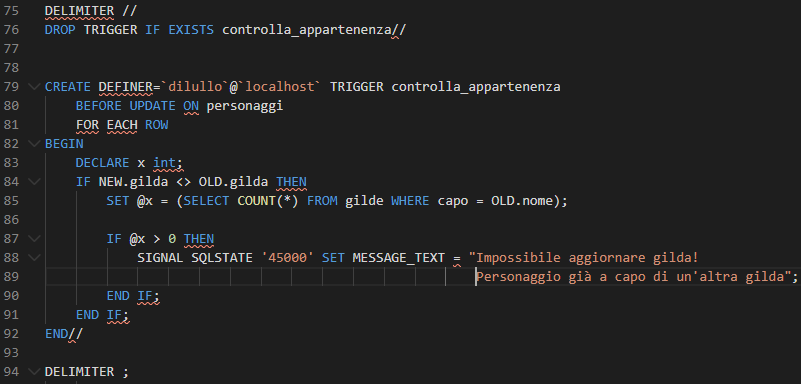 75 DELIMITER //
76 DROP TRIGGER IF EXISTS controlla_appartenenza//
77
78
79 CREATE DEFINER=`dilullo`@`localhost` TRIGGER controlla_appartenenza
80 BEFORE UPDATE ON personaggi
81 FOR EACH ROW
82 BEGIN
83 DECLARE x int;
84 IF NEW.gilda <> OLD.gilda THEN
85 SET @x = (SELECT COUNT(*) FROM gilde WHERE capo = OLD.nome);
86
87 IF @x > 0 THEN
88 SIGNAL SQLSTATE '45000' SET MESSAGE_TEXT = "Impossibile aggiornare gilda!
89 Personaggio già a capo di un'altra gilda";
90 END IF;
91 END IF;
92 END//
93
94 DELIMITER ;